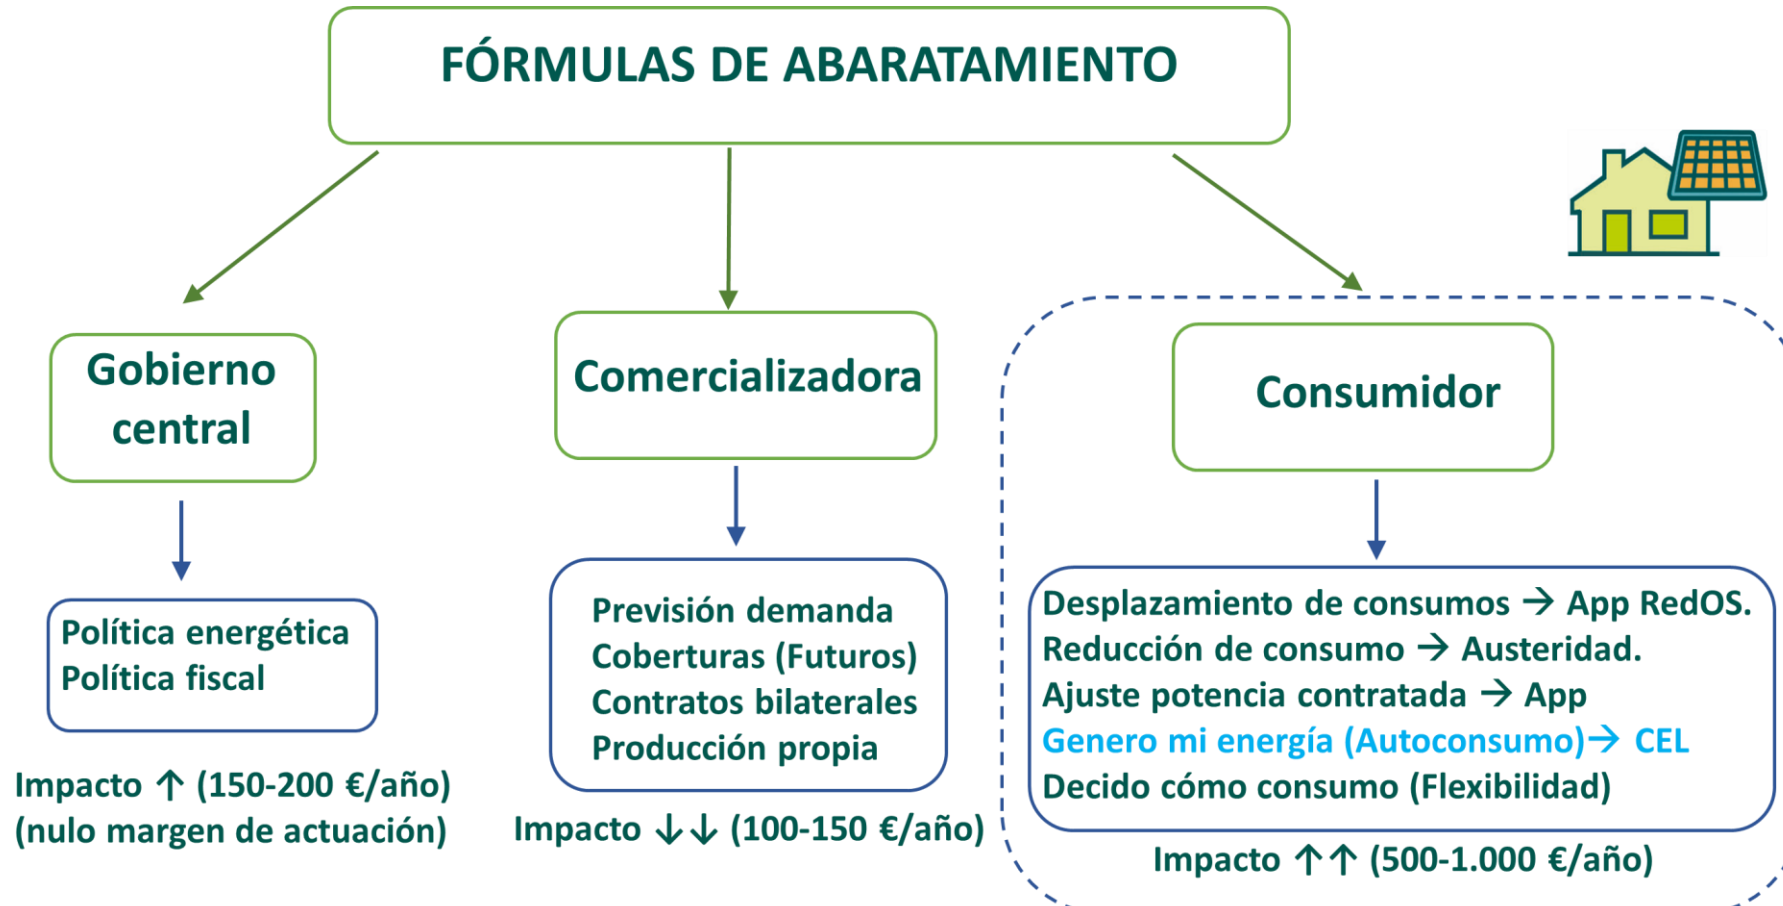 FÓRMULAS DE ABARATAMIENTO
Gobierno
central
Política energética
Política fiscal
Impacto ↑ (150-200 €/año)
(nulo margen de actuación)
Comercializadora
Previsión demanda
Coberturas (Futuros)
Contratos bilaterales
Producción propia
Impacto ↓↓ (100-150 €/año)
Consumidor
Desplazamiento de consumos → App RedOS.
Reducción de consumo → Austeridad.
Ajuste potencia contratada → App
Genero mi energía (Autoconsumo)→ CEL
Decido cómo consumo (Flexibilidad)
Impacto ↑↑ (500-1.000 €/año)